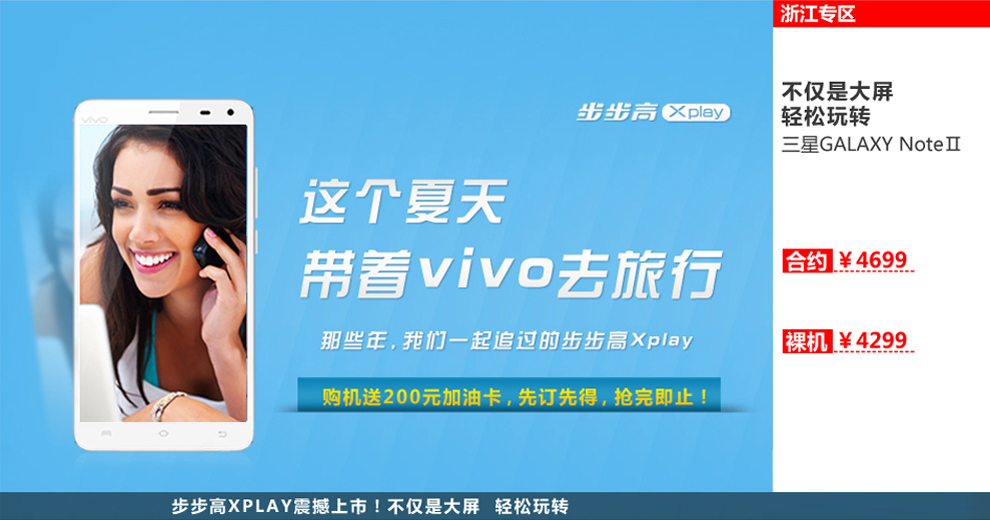 浙江专区
不仅是大屏
轻松玩转
三星GALAXY NoteⅡ
合约 ￥4699
裸机 ￥4299
vivo
步步高 Xplay
这个夏天
带着vivo去旅行
那些年,我们一起追过的步步高Xplay
购机送200元加油卡,先订先得,抢完即止！
步步高XPLAY震撼上市！不仅是大屏 轻松玩转